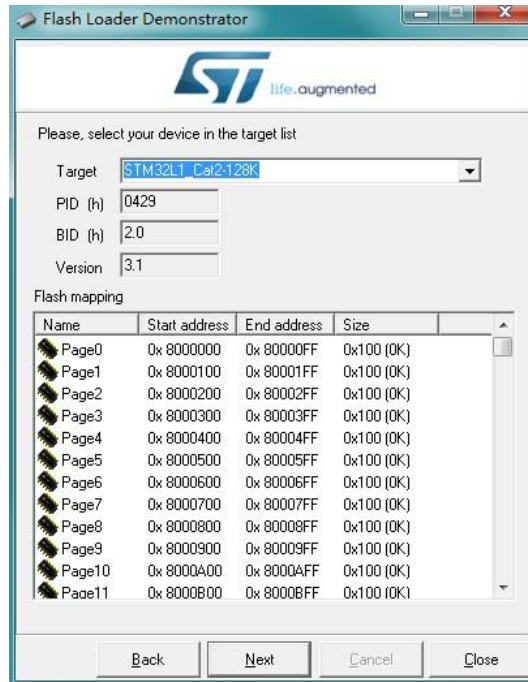 Flash Loader Demonstrator
life.augmented
Please, select your device in the target list
Target STM32L1_Cat2-128K
PID (h) 0429
BID (h) 2.0
Version 3.1
Flash mapping
Name Start address End address Size
Page0 0x 8000000 0x 80000FF 0x100 (0K)
Page1 0x 8000100 0x 80001FF 0x100 (0K)
Page2 0x 8000200 0x 80002FF 0x100 (0K)
Page3 0x 8000300 0x 80003FF 0x100 (0K)
Page4 0x 8000400 0x 80004FF 0x100 (0K)
Page5 0x 8000500 0x 80005FF 0x100 (0K)
Page6 0x 8000600 0x 80006FF 0x100 (0K)
Page7 0x 8000700 0x 80007FF 0x100 (0K)
Page8 0x 8000800 0x 80008FF 0x100 (0K)
Page9 0x 8000900 0x 80009FF 0x100 (0K)
Page10 0x 8000A00 0x 8000AFF 0x100 (0K)
Page11 0x 8000B00 0x 8000BFF 0x100 (0K)
Back Next Cancel Close